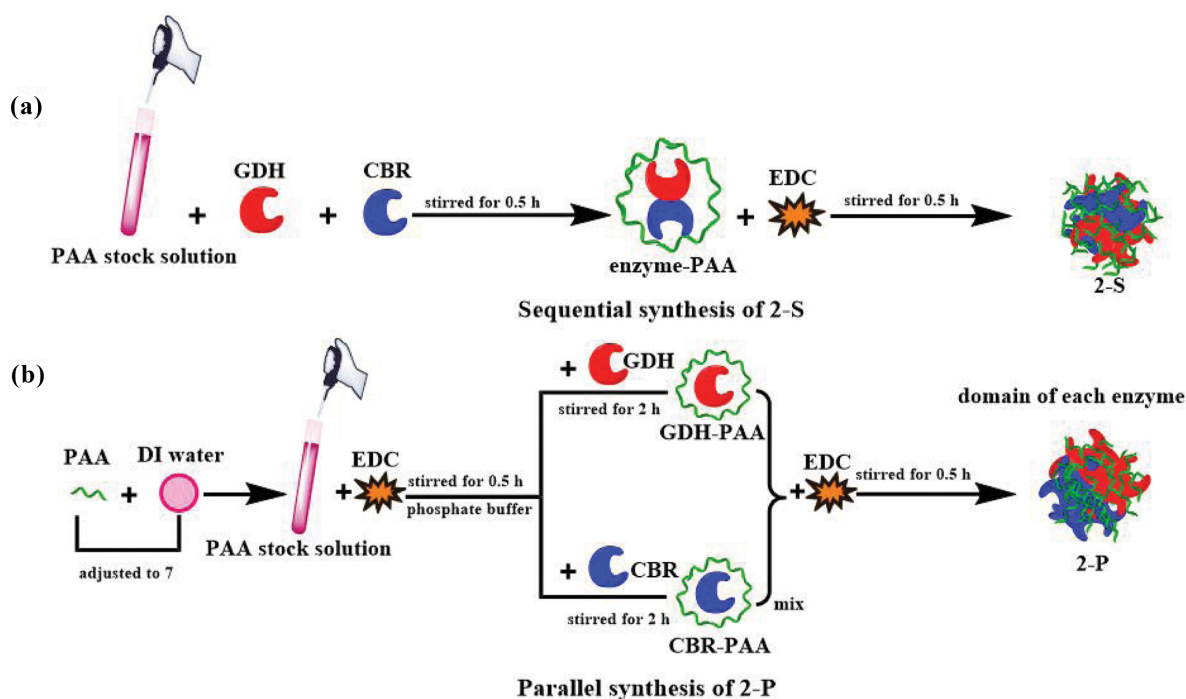 (a)
GDH
CBR
EDC
stirred for 0.5 h
stirred for 0.5 h
+
+
+
PAA stock solution
enzyme-PAA
2-S
Sequential synthesis of 2-S
(b)
+ GDH
stirred for 2 h
GDH-PAA
domain of each enzyme
PAA
DI water
EDC
EDC
+
+
stirred for 0.5 h
phosphate buffer
+
stirred for 0.5 h
PAA stock solution
adjusted to 7
+ CBR
2-P
mix
stirred for 2 h
CBR-PAA
Parallel synthesis of 2-P